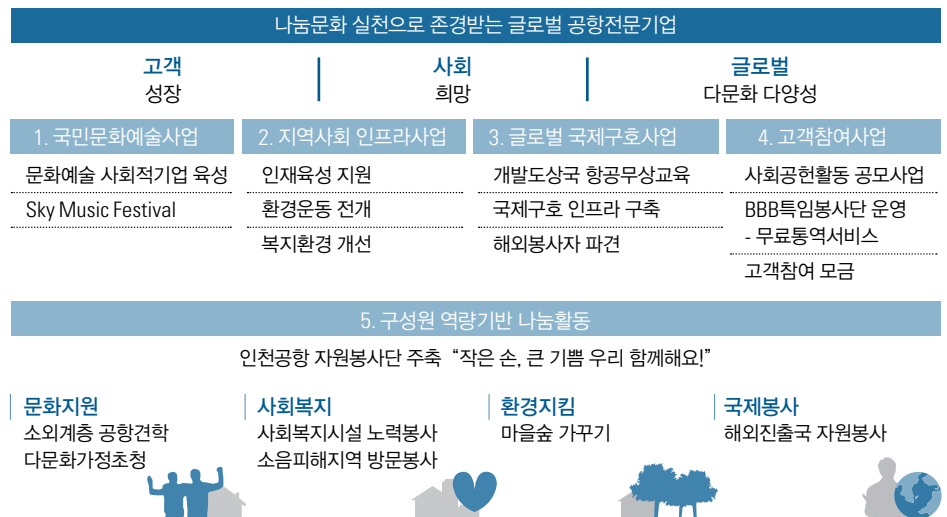 나눔문화 실천으로 존경받는 글로벌 공항전문기업
고객
성장
사회
희망
글로벌
다문화 다양성
1. 국민문화예술사업
문화예술 사회적기업 육성
Sky Music Festival
2. 지역사회 인프라사업
인재육성 지원
환경운동 전개
복지환경 개선
3. 글로벌 국제구호사업
개발도상국 항공무상교육
국제구호 인프라 구축
해외봉사자 파견
4. 고객참여사업
사회공헌활동 공모사업
BBB특임봉사단 운영
- 무료통역서비스
고객참여 모금
5. 구성원 역량기반 나눔활동
인천공항 자원봉사단 주축 “작은 손, 큰 기쁨 우리 함께해요!”
문화지원
소외계층 공항견학
다문화가정초청
사회복지
사회복지시설 노력봉사
소음피해지역 방문봉사
환경지킴
마을숲 가꾸기
국제봉사
해외진출국 자원봉사